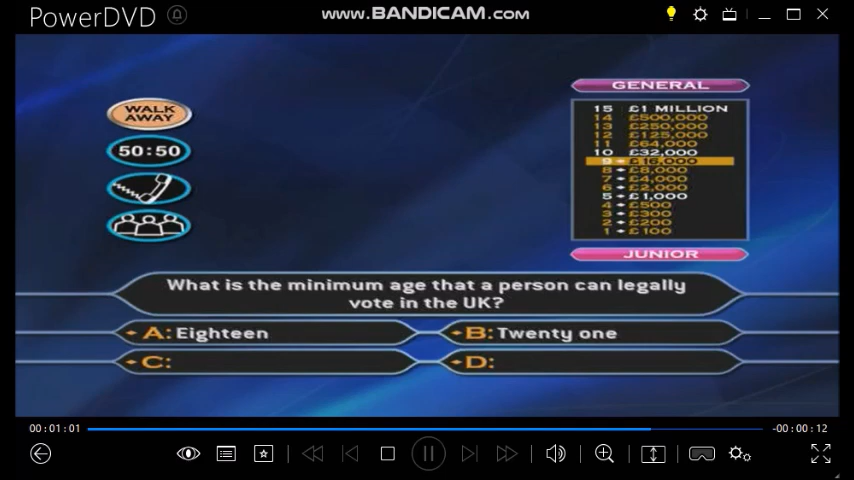 PowerDVD
www.BANDICAM.com
WALK
AWAY
50:50
GENERAL
15 £1 MILLION
14 £500,000
13 £250,000
12 £125,000
11 £64,000
10 £32,000
9 £16,000
8 £8,000
7 £4,000
6 £2,000
5 £1,000
4 £500
3 £300
2 £200
1 £100
JUNIOR
What is the minimum age that a person can legally
vote in the UK?
A: Eighteen
B: Twenty one
C:
D:
00:01:01
-00:00:12